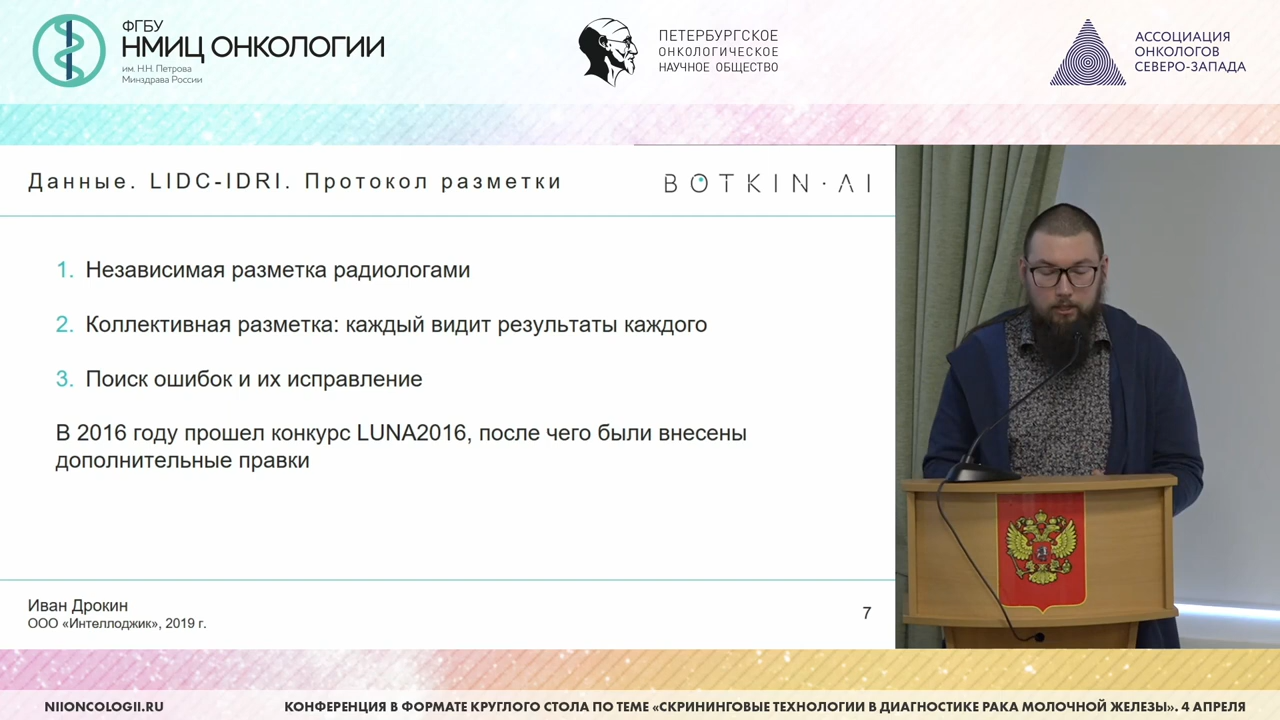 ФГБУ
НМИЦ ОНКОЛОГИИ
им. Н.Н. Петрова
Минздрава России
ПЕТЕРБУРГСКОЕ
ОНКОЛОГИЧЕСКОЕ
НАУЧНОЕ ОБЩЕСТВО
АССОЦИАЦИЯ
ОНКОЛОГОВ
СЕВЕРО-ЗАПАДА
Данные. LIDC-IDRI. Протокол разметки
BOTKIN·AI
1. Независимая разметка радиологами
2. Коллективная разметка: каждый видит результаты каждого
3. Поиск ошибок и их исправление
В 2016 году прошел конкурс LUNA2016, после чего были внесены
дополнительные правки
Иван Дрокин
ООО «Интеллоджик», 2019 г.
7
NIIONCOLOGII.RU
КОНФЕРЕНЦИЯ В ФОРМАТЕ КРУГЛОГО СТОЛА ПО ТЕМЕ «СКРИНИНГОВЫЕ ТЕХНОЛОГИИ В ДИАГНОСТИКЕ РАКА МОЛОЧНОЙ ЖЕЛЕЗЫ». 4 АПРЕЛЯ